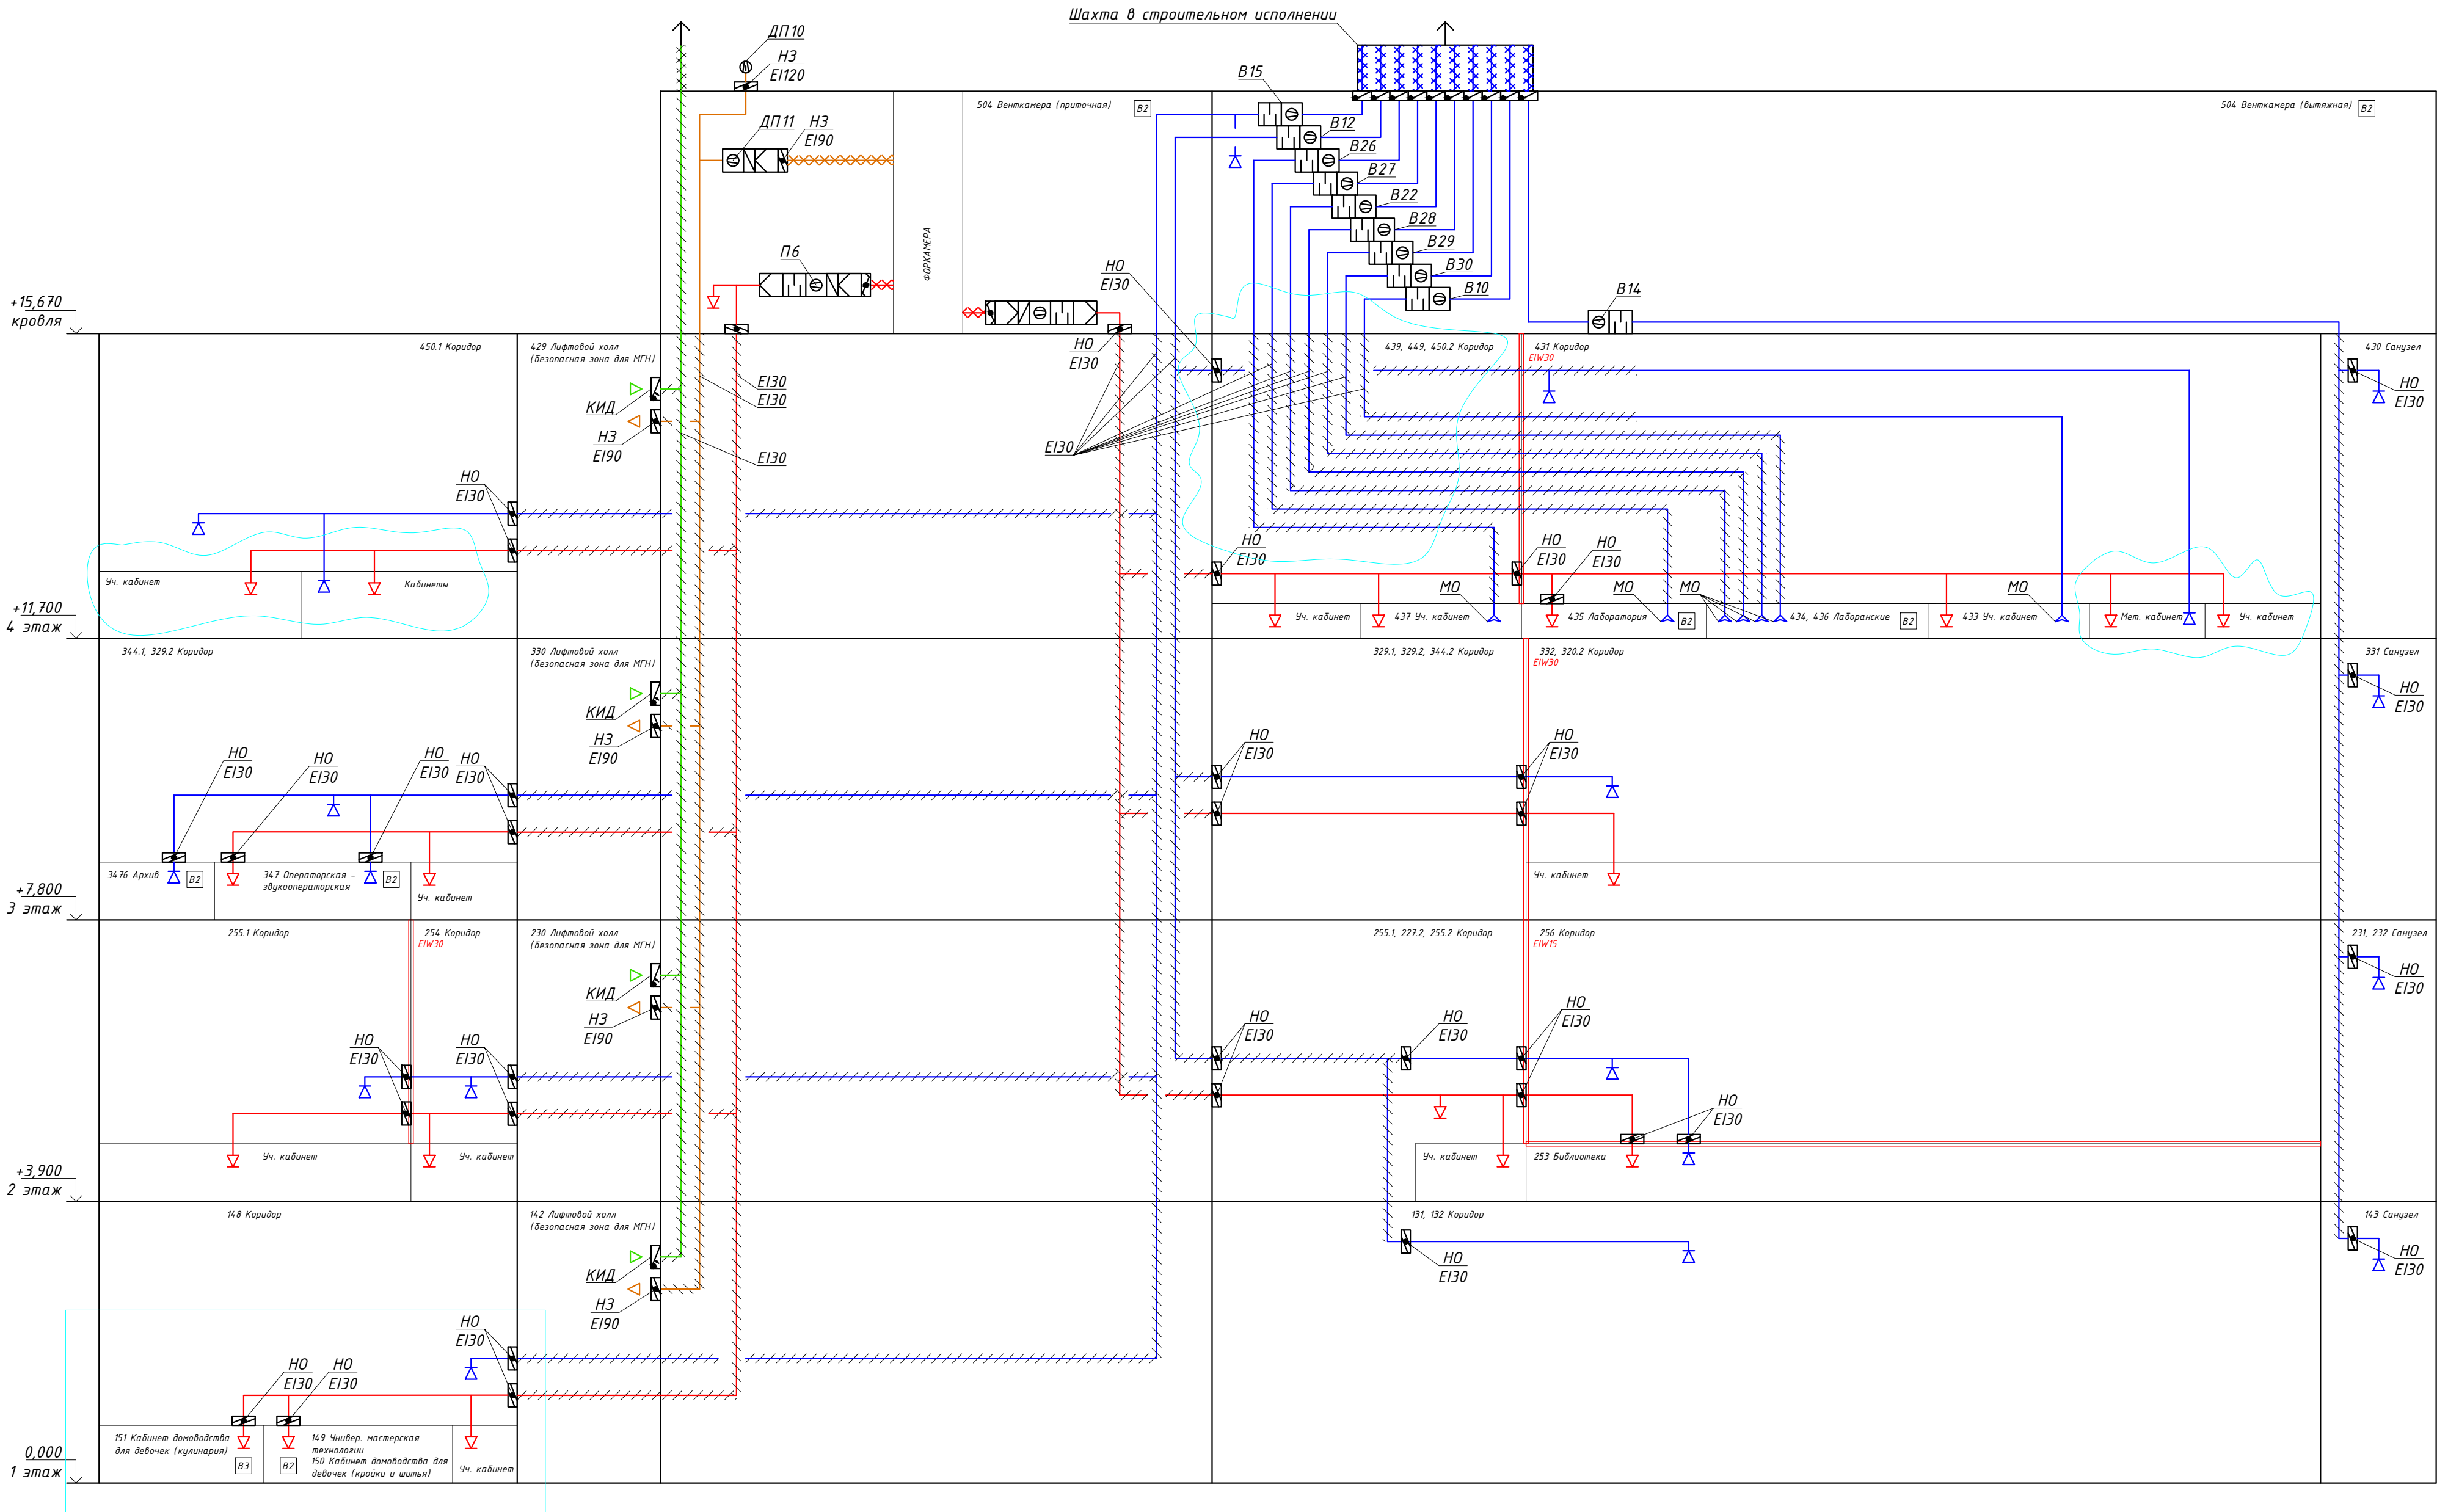 Шахта в строительном исполнении
ДП10
НЗ
EI120
504 Венткамера (приточная)
В2
В15
В12
В26
В27
В22
В28
В29
В30
В10
В14
504 Венткамера (вытяжная)
В2
ДП11
НЗ
EI90
П6
ФОРКАМЕРА
НО
EI30
НО
EI30
+15,670
кровля
450.1 Коридор
429 Лифтовой холл
(безопасная зона для МГН)
КИД
НЗ
EI90
EI30
EI30
EI30
EI30
439, 449, 450.2 Коридор
431 Коридор
EIW30
430 Санузел
НО
EI30
НО
EI30
НО
EI30
НО
EI30
НО
EI30
МО
МО
МО
МО
Уч. кабинет
Кабинеты
Уч. кабинет
437 Уч. кабинет
435 Лаборатория
В2
434, 436 Лаборанские
В2
433 Уч. кабинет
Мет. кабинет
Уч. кабинет
+11,700
4 этаж
344.1, 329.2 Коридор
330 Лифтовой холл
(безопасная зона для МГН)
КИД
НЗ
EI90
329.1, 329.2, 344.2 Коридор
332, 320.2 Коридор
EIW30
331 Санузел
НО
EI30
НО
EI30
НО
EI30
НО
EI30
НО
EI30
НО
EI30
НО
EI30
347б Архив
В2
347 Операторская -
звукооператорская
В2
Уч. кабинет
Уч. кабинет
+7,800
3 этаж
255.1 Коридор
254 Коридор
EIW30
230 Лифтовой холл
(безопасная зона для МГН)
КИД
НЗ
EI90
255.1, 227.2, 255.2 Коридор
256 Коридор
EIW15
231, 232 Санузел
НО
EI30
НО
EI30
НО
EI30
НО
EI30
НО
EI30
НО
EI30
НО
EI30
Уч. кабинет
Уч. кабинет
Уч. кабинет
253 Библиотека
+3,900
2 этаж
148 Коридор
142 Лифтовой холл
(безопасная зона для МГН)
КИД
НЗ
EI90
131, 132 Коридор
НО
EI30
143 Санузел
НО
EI30
НО
EI30
НО
EI30
НО
EI30
151 Кабинет домоводства
для девочек (кулинария)
В3
В2
149 Универ. мастерская
технологии
150 Кабинет домоводства для
девочек (кройки и шитья)
Уч. кабинет
0,000
1 этаж